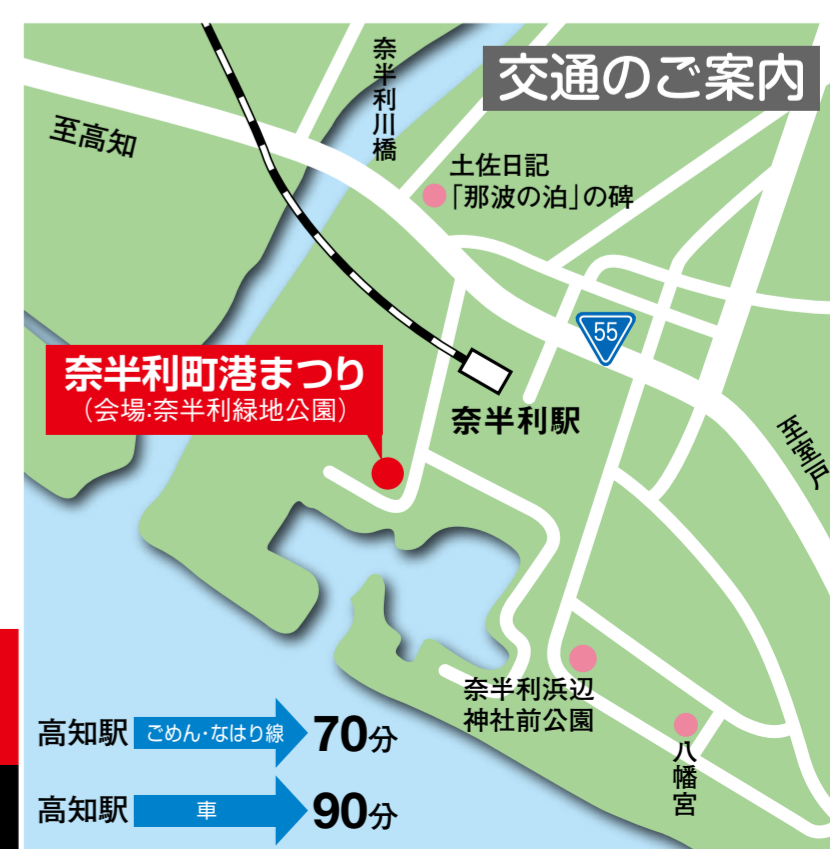 交通のご案内
奈半利川橋
至高知
土佐日記
「那波の泊」の碑
55
奈半利町港まつり
（会場:奈半利緑地公園）
奈半利駅
至室戸
奈半利浜辺
神社前公園
八幡宮
高知駅 ごめん・なはり線 70分
高知駅 車 90分